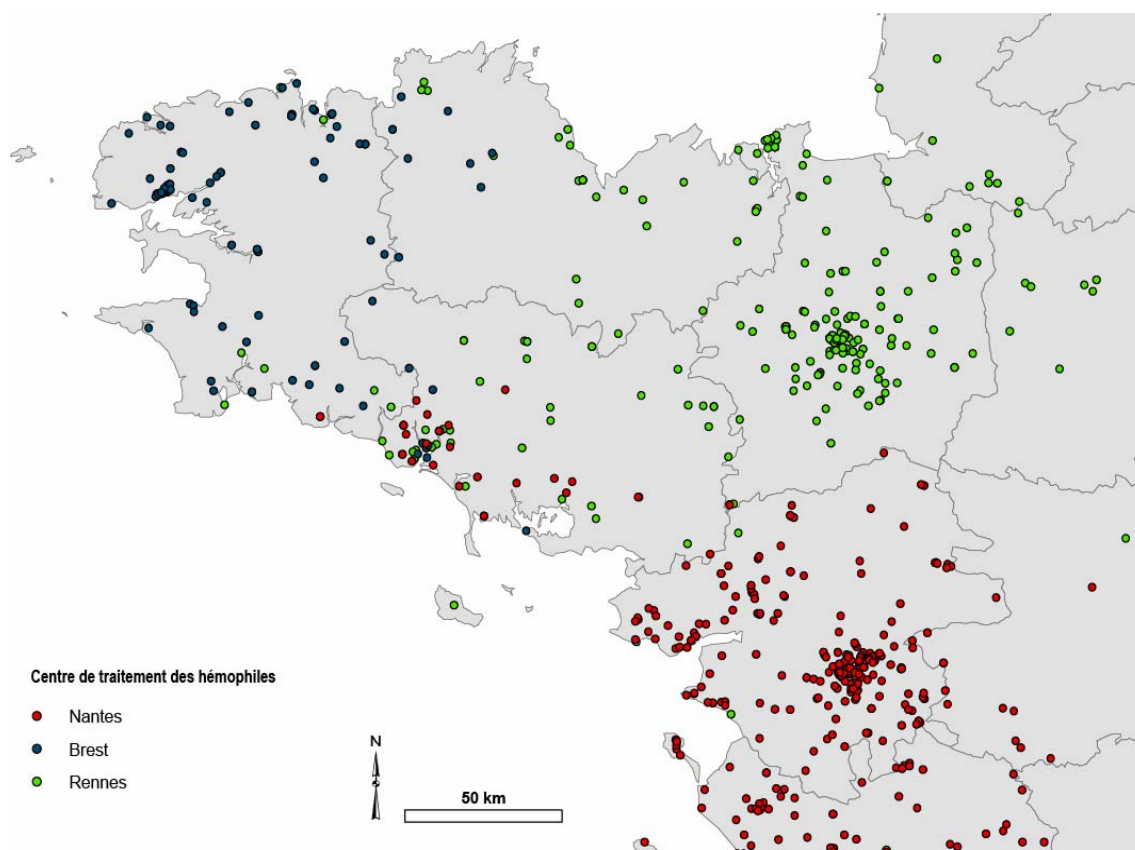 Centre de traitement des hémophiles
Nantes
Brest
Rennes
N
50 km